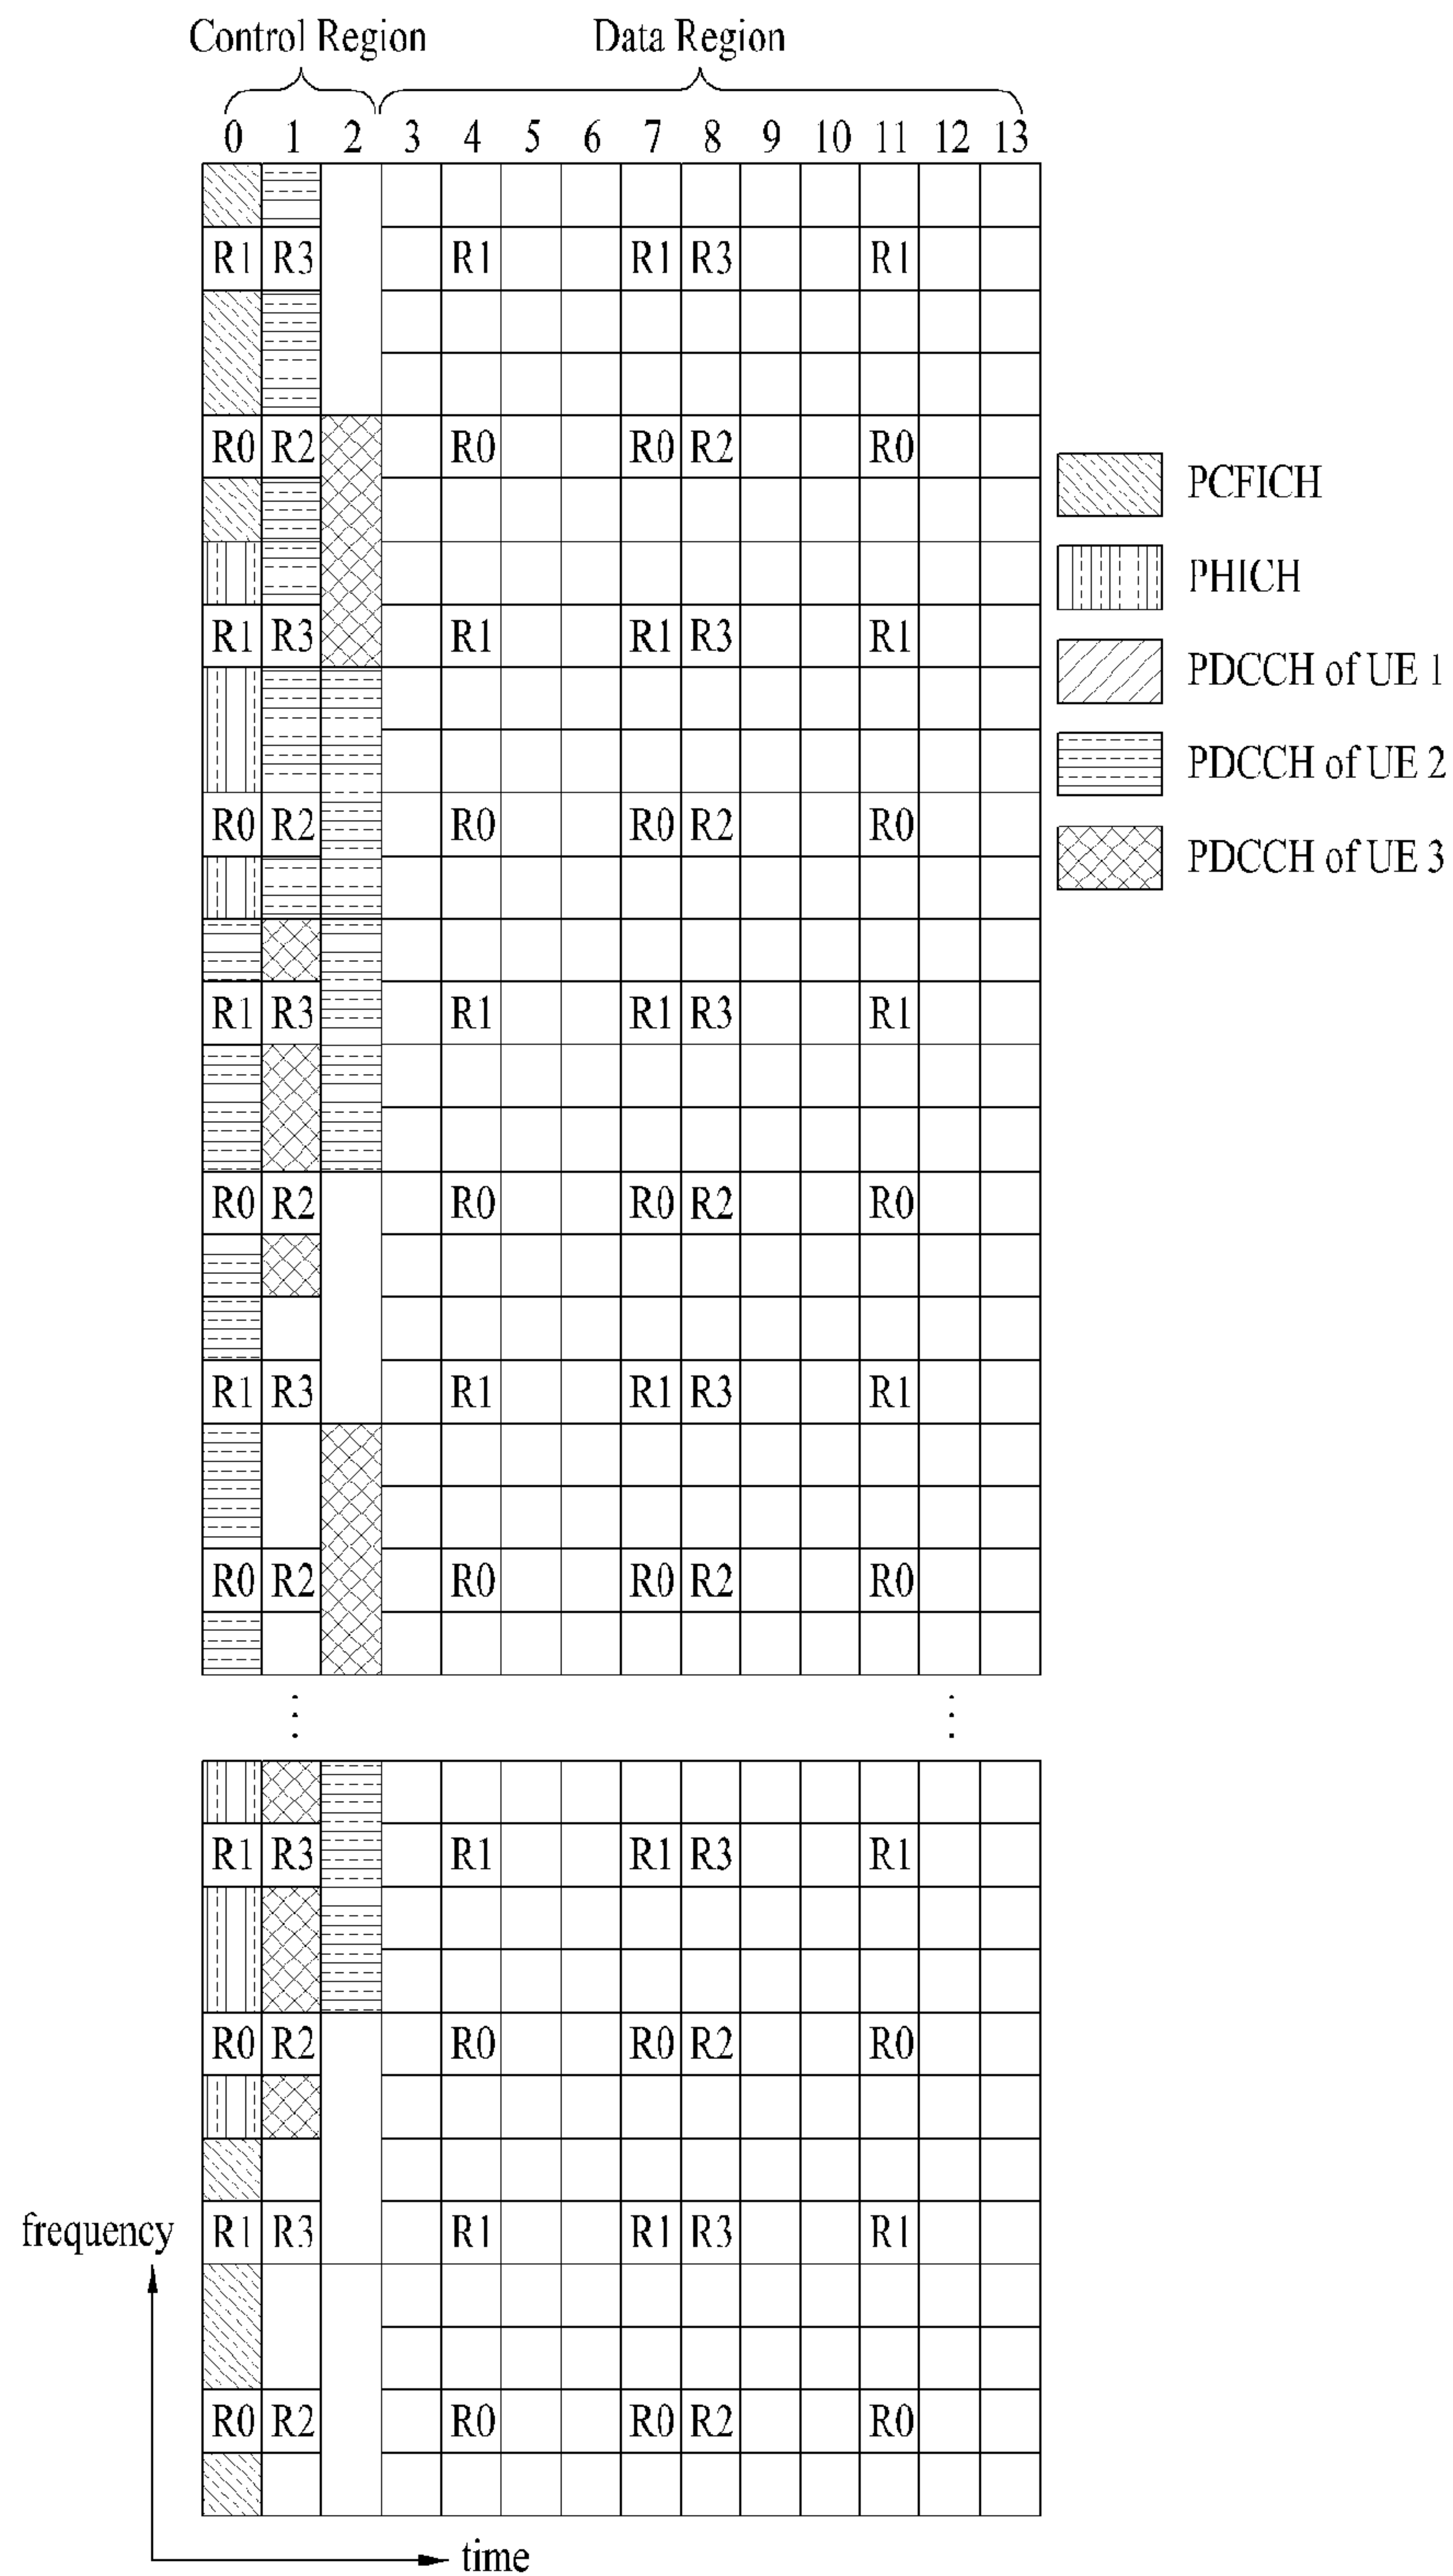 Control Region Data Region
0 1 2 3 4 5 6 7 8 9 10 11 12 13
R1 R3 R1 R1 R3 R1
R0 R2 R0 R0 R2 R0
PCFICH
PHICH
R1 R3 R1 R1 R3 R1
PDCCH of UE 1
PDCCH of UE 2
R0 R2 R0 R0 R2 R0
PDCCH of UE 3
R1 R3 R1 R1 R3 R1
R0 R2 R0 R0 R2 R0
R1 R3 R1 R1 R3 R1
R0 R2 R0 R0 R2 R0
R1 R3 R1 R1 R3 R1
R0 R2 R0 R0 R2 R0
frequency R1 R3 R1 R1 R3 R1
R0 R2 R0 R0 R2 R0
time